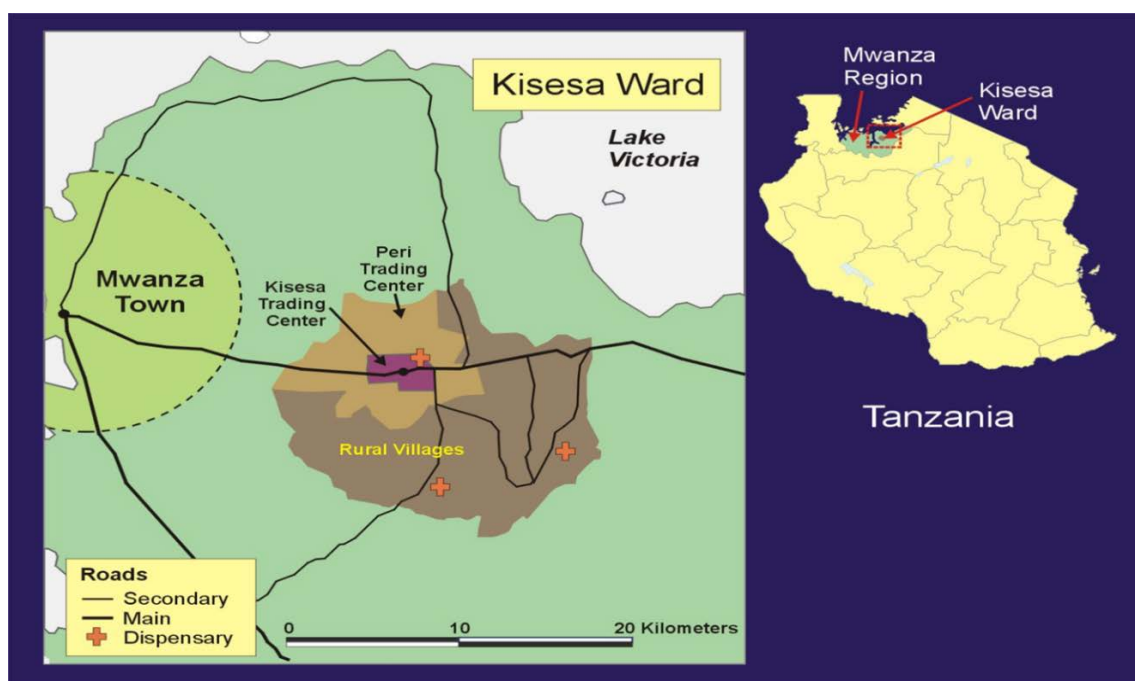 Kisesa Ward
Lake
Victoria
Mwanza
Town
Kisesa
Trading
Center
Peri
Trading
Center
Rural Villages
Roads
Secondary
Main
Dispensary
0 10 20 Kilometers
Mwanza
Region
Kisesa
Ward
Tanzania